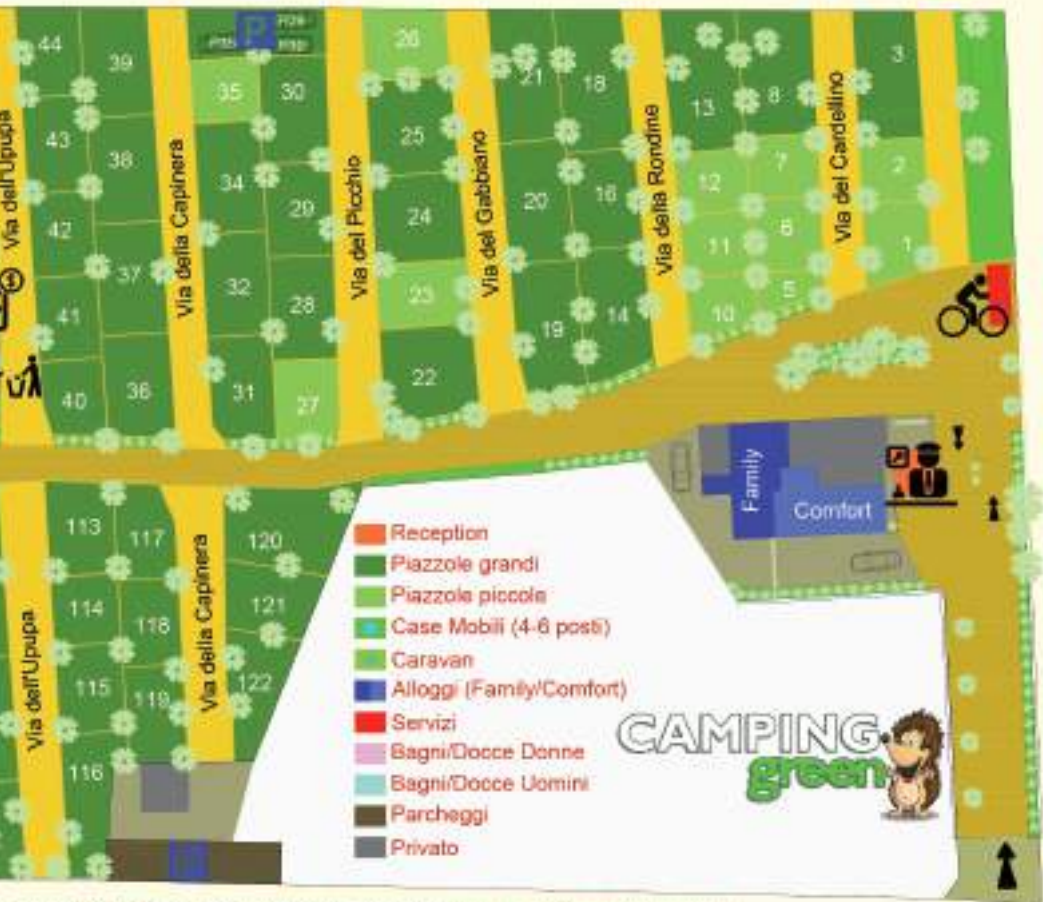 44
39
P
26
21
18
3
35
30
13
8
43
38
25
34
29
24
20
16
12
7
2
42
37
32
28
23
19
14
11
6
1
10
5
41
40
36
31
27
22
Via dell'Upupa
Via della Capinera
Via del Picchio
Via del Gabbiano
Via della Rondine
Via del Cardellino
Family
Comfort
113
117
120
114
118
121
115
119
122
116
Via dell'Upupa
Via della Capinera
Reception
Piazzole grandi
Piazzole piccole
Case Mobili (4-6 posti)
Caravan
Alloggi (Family/Comfort)
Servizi
Bagni/Docce Donne
Bagni/Docce Uomini
Parcheggi
Privato
CAMPING
green